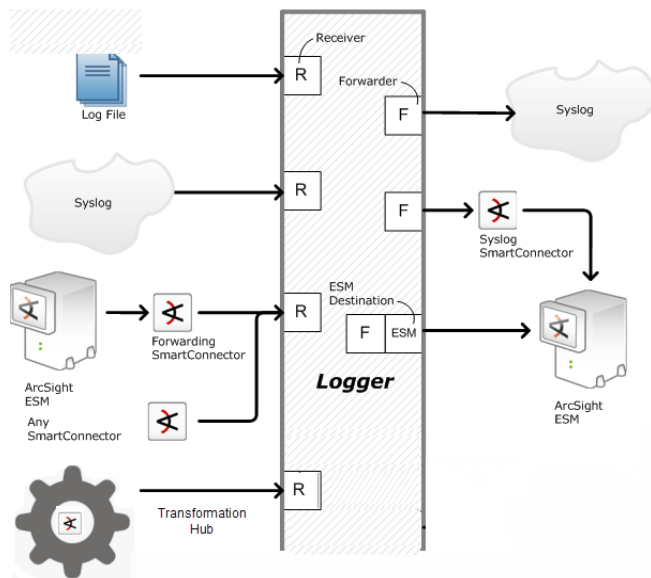 Receiver
R
Log File
Forwarder
F
Syslog
Syslog
R
F
Syslog
SmartConnector
ESM
Destination
R
Forwarding
SmartConnector
F
ESM
ArcSight
ESM
Logger
ArcSight
ESM
Any
SmartConnector
R
Transformation
Hub